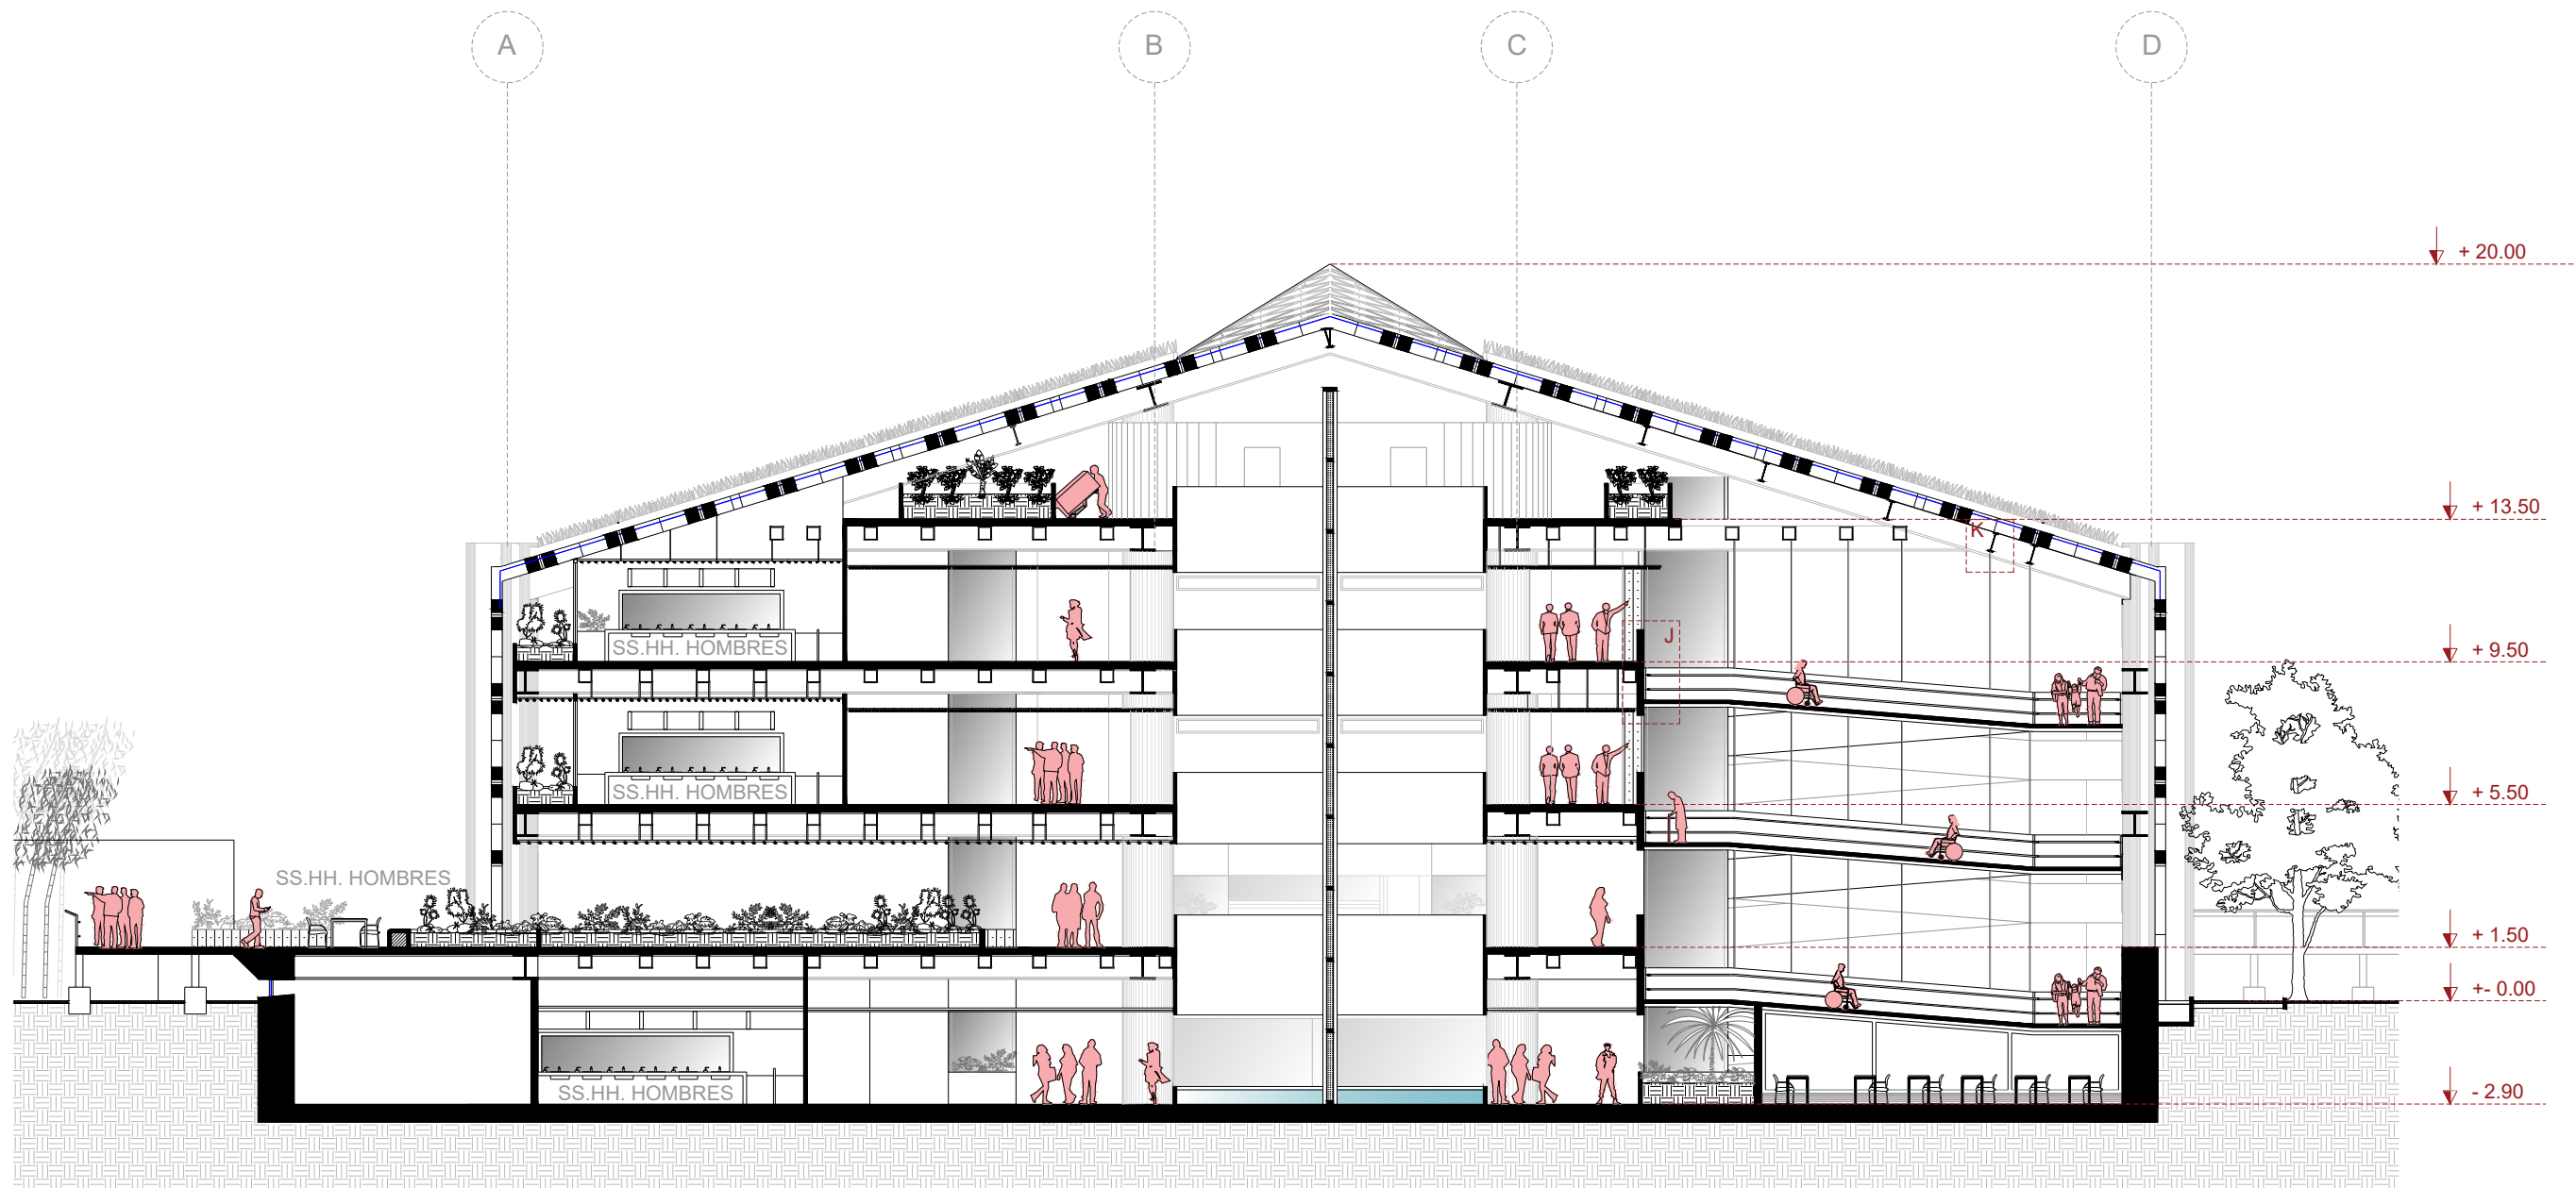 A
B
C
D
+ 20.00
+ 13.50
K
J
SS.HH. HOMBRES
+ 9.50
SS.HH. HOMBRES
+ 5.50
SS.HH. HOMBRES
+ 1.50
+- 0.00
SS.HH. HOMBRES
- 2.90